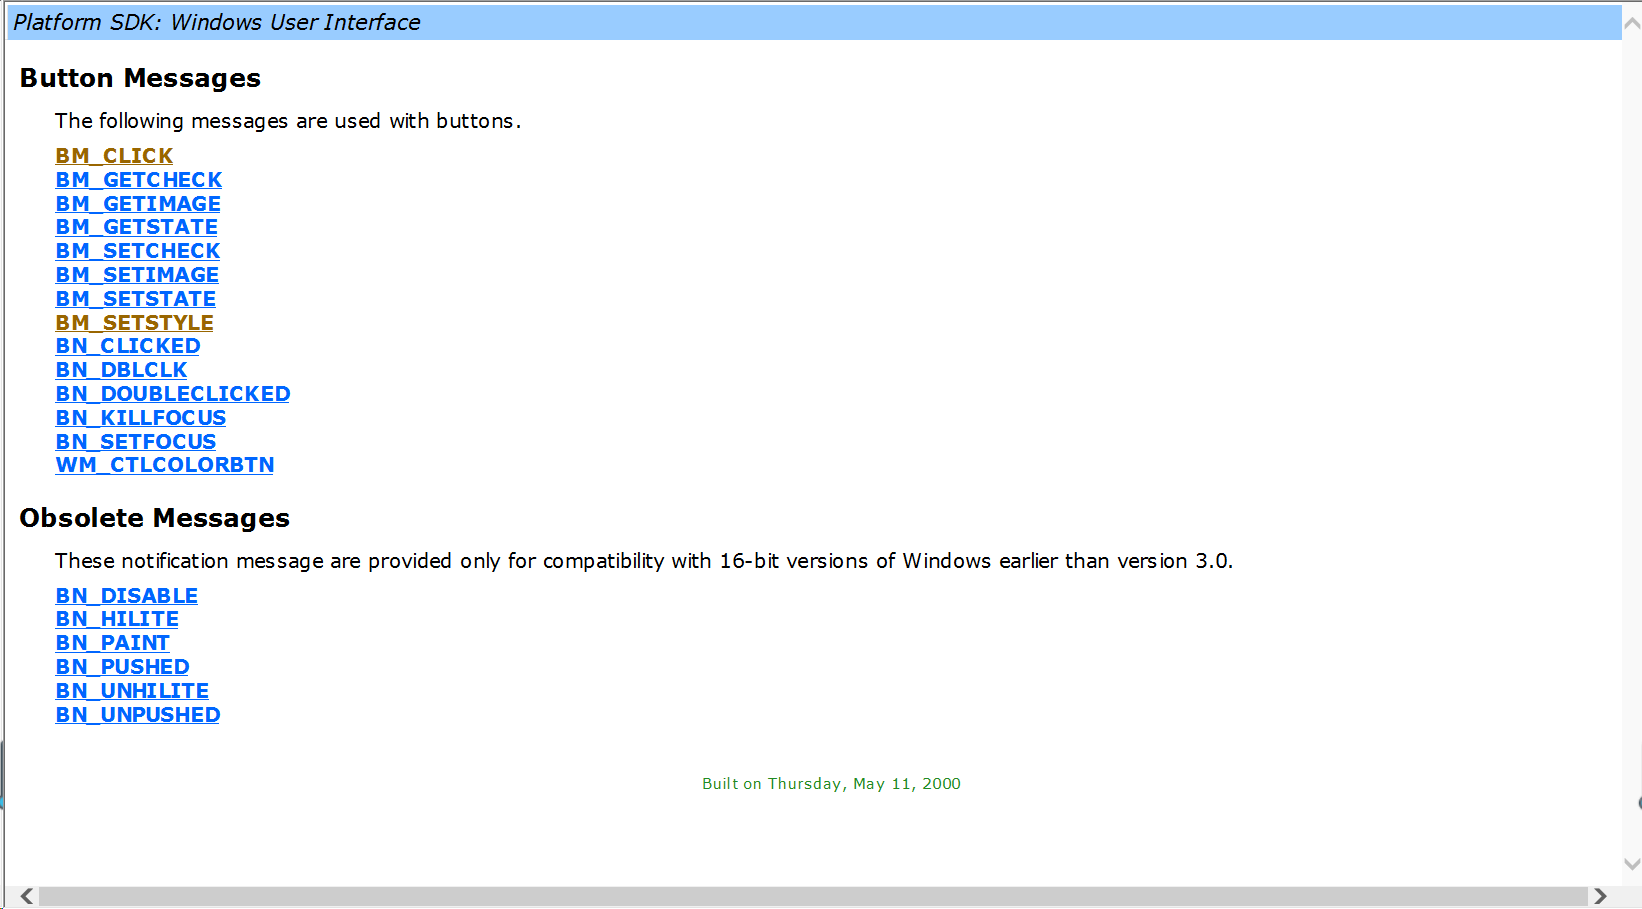 Platform SDK: Windows User Interface
Button Messages
The following messages are used with buttons.
BM_CLICK
BM_GETCHECK
BM_GETIMAGE
BM_GETSTATE
BM_SETCHECK
BM_SETIMAGE
BM_SETSTATE
BM_SETSTYLE
BN_CLICKED
BN_DBLCLK
BN_DOUBLECLICKED
BN_KILLFOCUS
BN_SETFOCUS
WM_CTLCOLORBTN
Obsolete Messages
These notification message are provided only for compatibility with 16-bit versions of Windows earlier than version 3.0.
BN_DISABLE
BN_HILITE
BN_PAINT
BN_PUSHED
BN_UNHILITE
BN_UNPUSHED
Built on Thursday, May 11, 2000